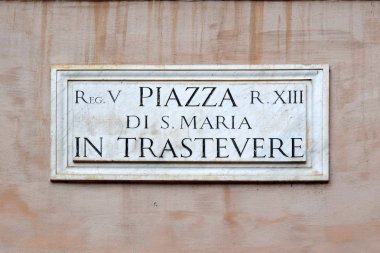 REG. V PIAZZA R. XIII
DI S. MARIA
IN TRASTEVERE